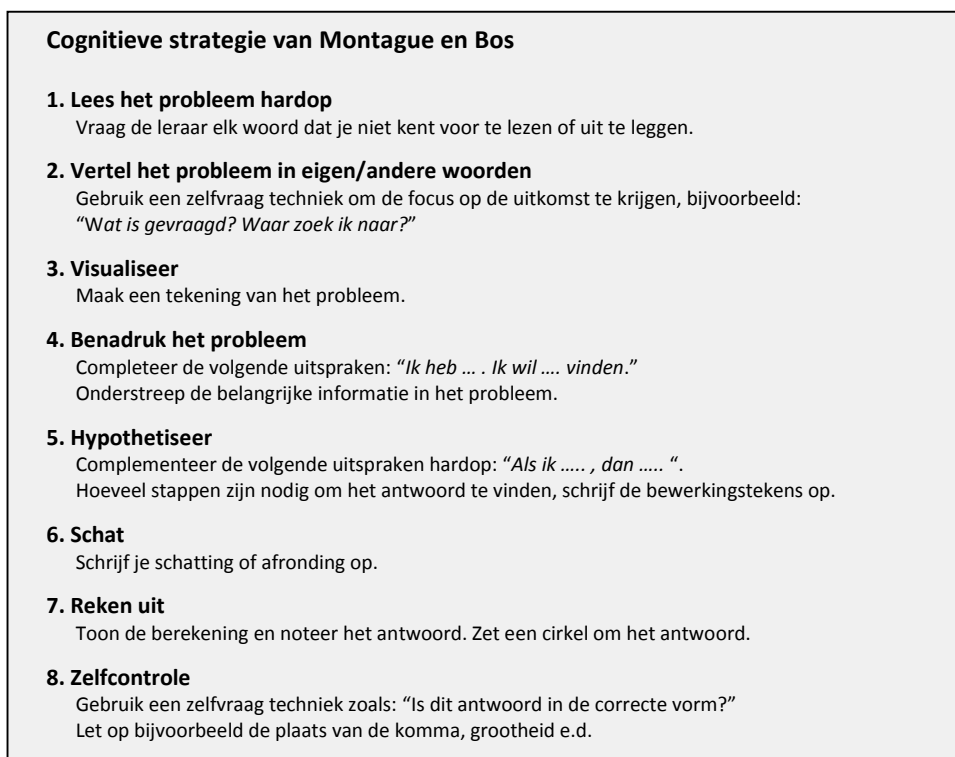 Cognitieve strategie van Montague en Bos
1. Lees het probleem hardop
Vraag de leraar elk woord dat je niet kent voor te lezen of uit te leggen.
2. Vertel het probleem in eigen/andere woorden
Gebruik een zelfvraag techniek om de focus op de uitkomst te krijgen, bijvoorbeeld:
“Wat is gevraagd? Waar zoek ik naar?”
3. Visualiseer
Maak een tekening van het probleem.
4. Benadruk het probleem
Completeer de volgende uitspraken: “Ik heb … . Ik wil …. vinden.”
Onderstreep de belangrijke informatie in het probleem.
5. Hypothetiseer
Complementeer de volgende uitspraken hardop: “Als ik ….. , dan ….. “.
Hoeveel stappen zijn nodig om het antwoord te vinden, schrijf de bewerkingstekens op.
6. Schat
Schrijf je schatting of afronding op.
7. Reken uit
Toon de berekening en noteer het antwoord. Zet een cirkel om het antwoord.
8. Zelfcontrole
Gebruik een zelfvraag techniek zoals: “Is dit antwoord in de correcte vorm?”
Let op bijvoorbeeld de plaats van de komma, grootheid e.d.